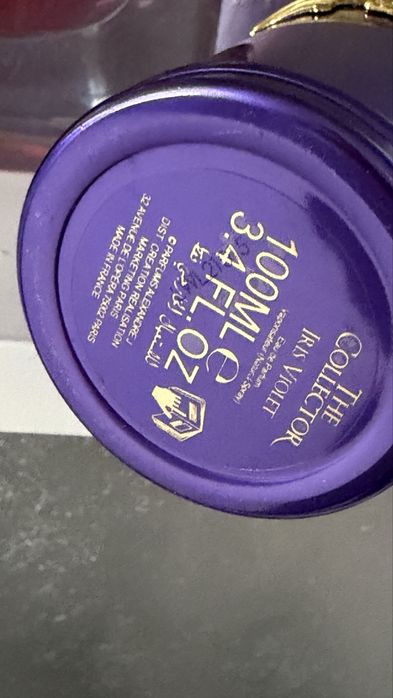 THE
COLLECTOR
IRIS VIOLET
Eau de Parfum
Vaporisateur (Natural Spray)
100ML e
3.4 FL. OZ
© PARFUMS ALEXANDRE.J
DIST. CREATION REALISATION
MARKETING PARIS
32 AVENUE DE L'OPERA 75002 PARIS
MADE IN FRANCE